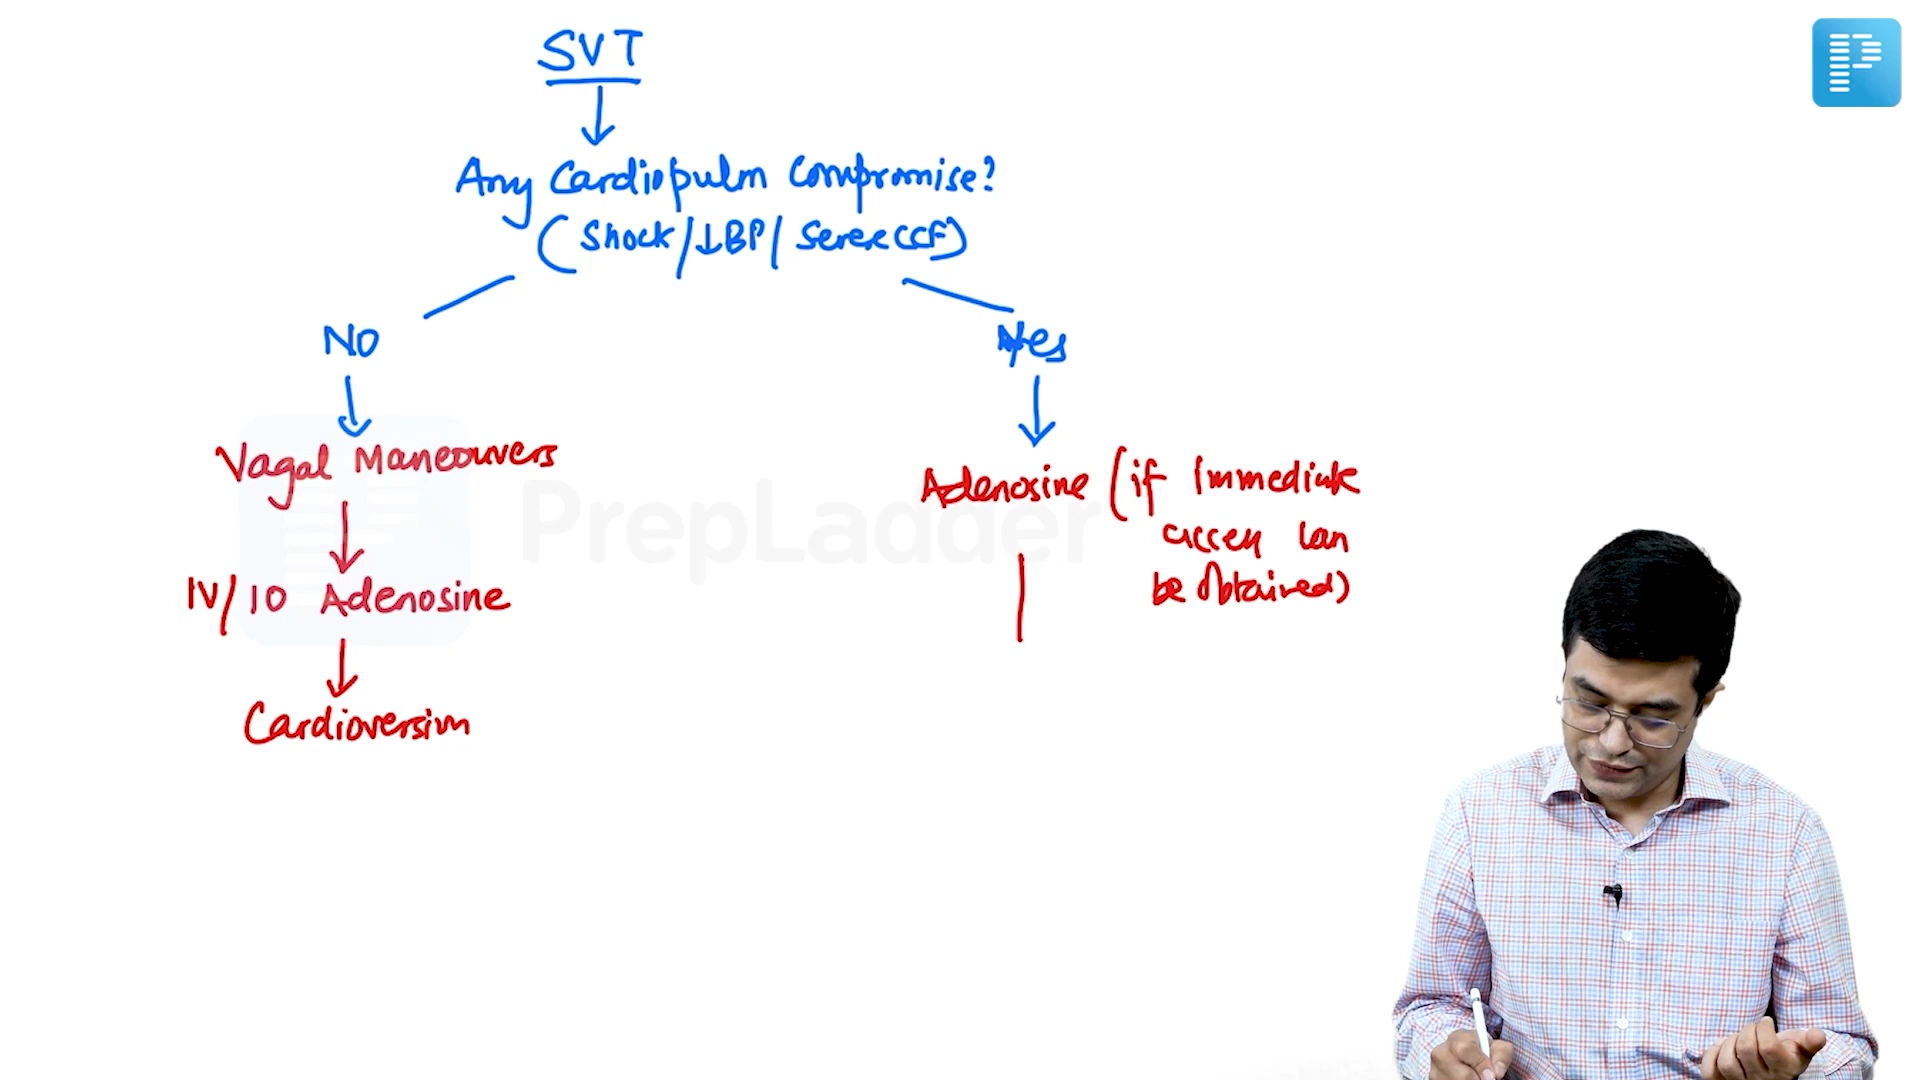 SVT
Any Cardiopulm Compromise?
(Shock/↓BP/Severe CCF)
NO
Yes
Vagal Maneouvers
Adenosine (if immediate
access can
be obtained)
IV/IO Adenosine
Cardioversion
PrepLadder